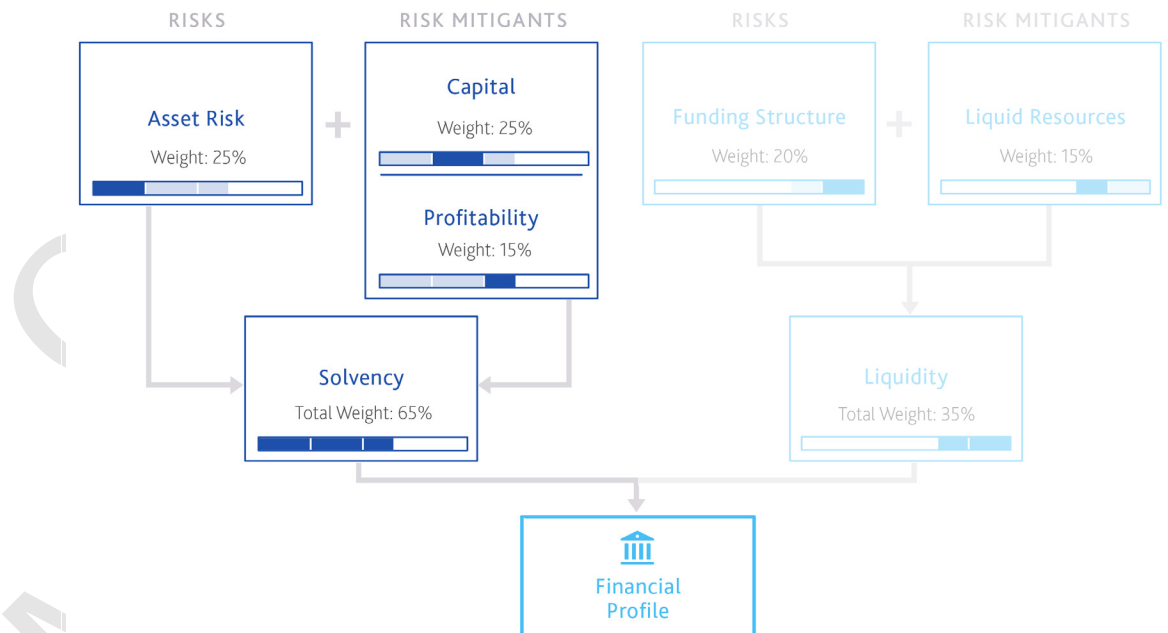 RISKS
RISK MITIGANTS
RISKS
RISK MITIGANTS
Asset Risk
Weight: 25%
Capital
Weight: 25%
Profitability
Weight: 15%
Funding Structure
Weight: 20%
Liquid Resources
Weight: 15%
Solvency
Total Weight: 65%
Liquidity
Total Weight: 35%
Financial
Profile